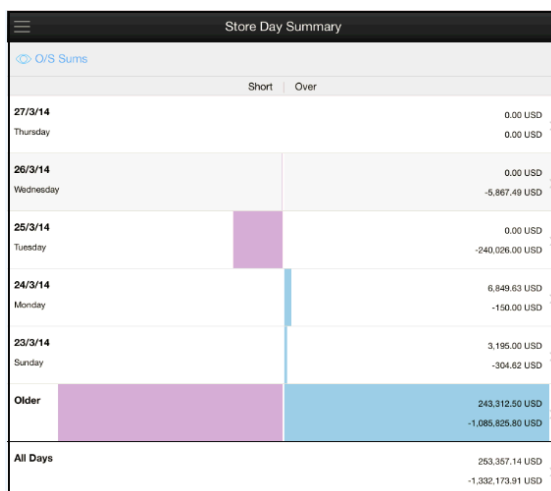 Store Day Summary
O/S Sums
Short Over
27/3/14
0.00 USD
Thursday
0.00 USD
26/3/14
0.00 USD
Wednesday
-5,867.49 USD
25/3/14
0.00 USD
Tuesday
-240,026.00 USD
24/3/14
6,849.63 USD
Monday
-150.00 USD
23/3/14
3,195.00 USD
Sunday
-304.62 USD
Older
243,312.50 USD
-1,085,825.80 USD
All Days
253,357.14 USD
-1,332,173.91 USD